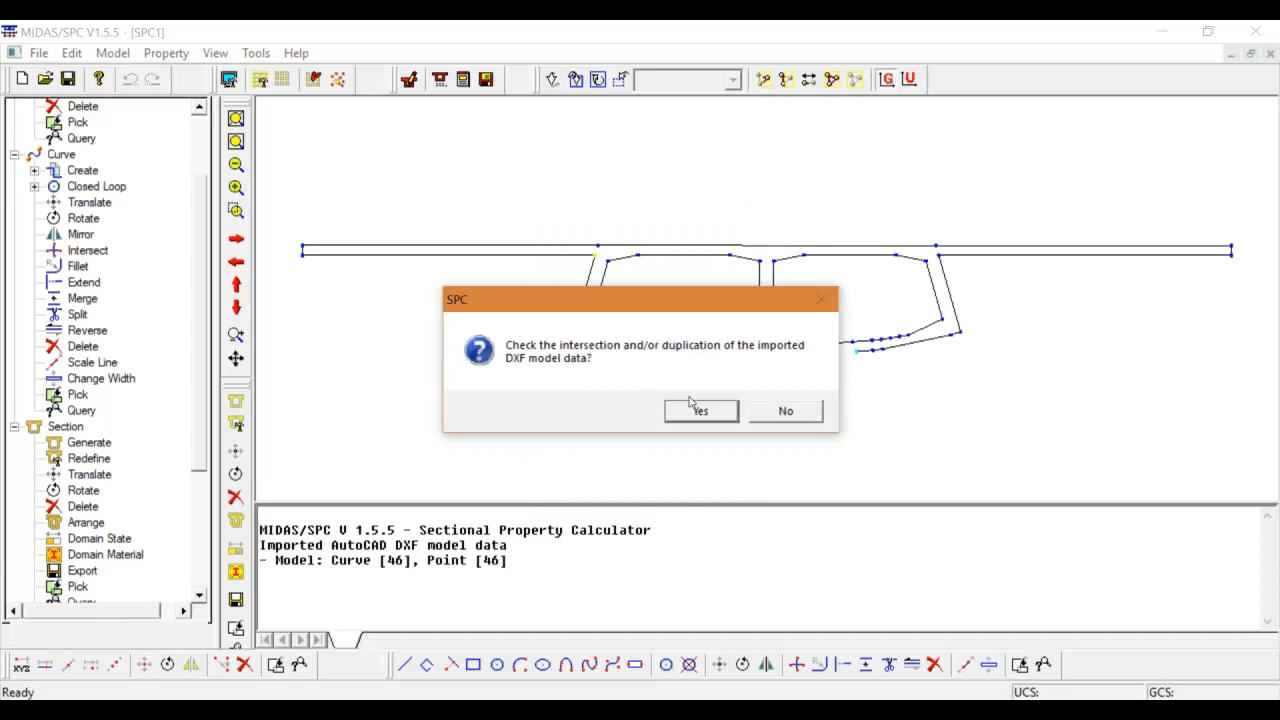 MIDAS/SPC V1.5.5 - [SPC1]
File Edit Model Property View Tools Help
Delete
Pick
Query
Curve
Create
Closed Loop
Translate
Rotate
Mirror
Intersect
Fillet
Extend
Merge
Split
Reverse
Delete
Scale Line
Change Width
Pick
Query
Section
Generate
Redefine
Translate
Rotate
Delete
Arrange
Domain State
Domain Material
Export
Pick
SPC
Check the intersection and/or duplication of the imported
DXF model data?
Yes No
MIDAS/SPC V 1.5.5 - Sectional Property Calculator
Imported AutoCAD DXF model data
- Model: Curve [46], Point [46]
XYZ
Ready
UCS:
GCS: